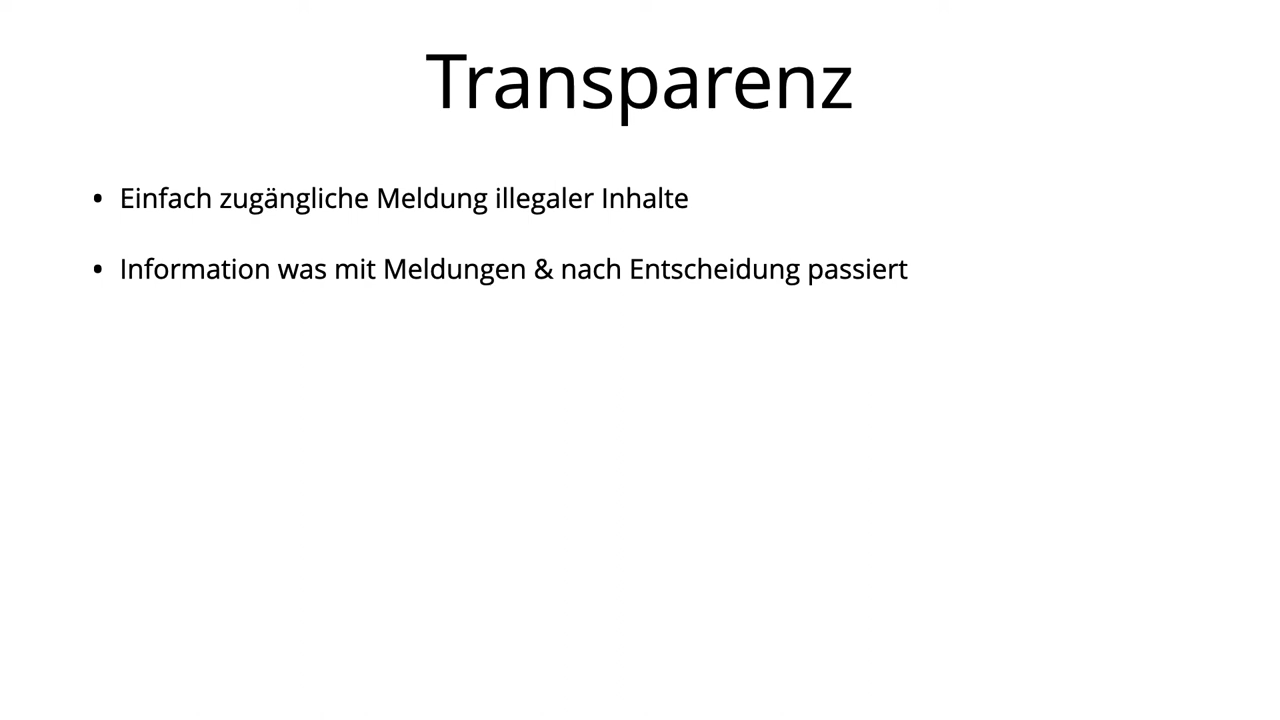 Transparenz
• Einfach zugängliche Meldung illegaler Inhalte
• Information was mit Meldungen & nach Entscheidung passiert